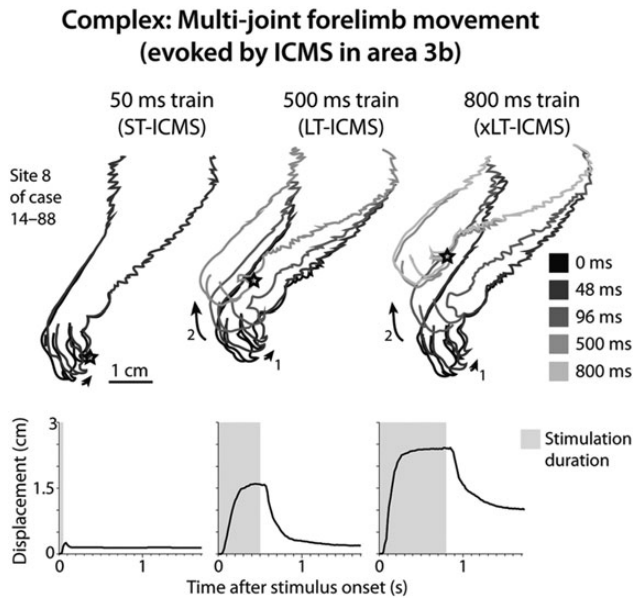 Complex: Multi-joint forelimb movement
(evoked by ICMS in area 3b)
50 ms train
(ST-ICMS)
500 ms train
(LT-ICMS)
800 ms train
(xLT-ICMS)
Site 8
of case
14–88
0 ms
48 ms
96 ms
500 ms
800 ms
1 cm
2
1
2
1
Displacement (cm)
3
1.5
0
0
1
0
1
0
1
Stimulation
duration
Time after stimulus onset (s)